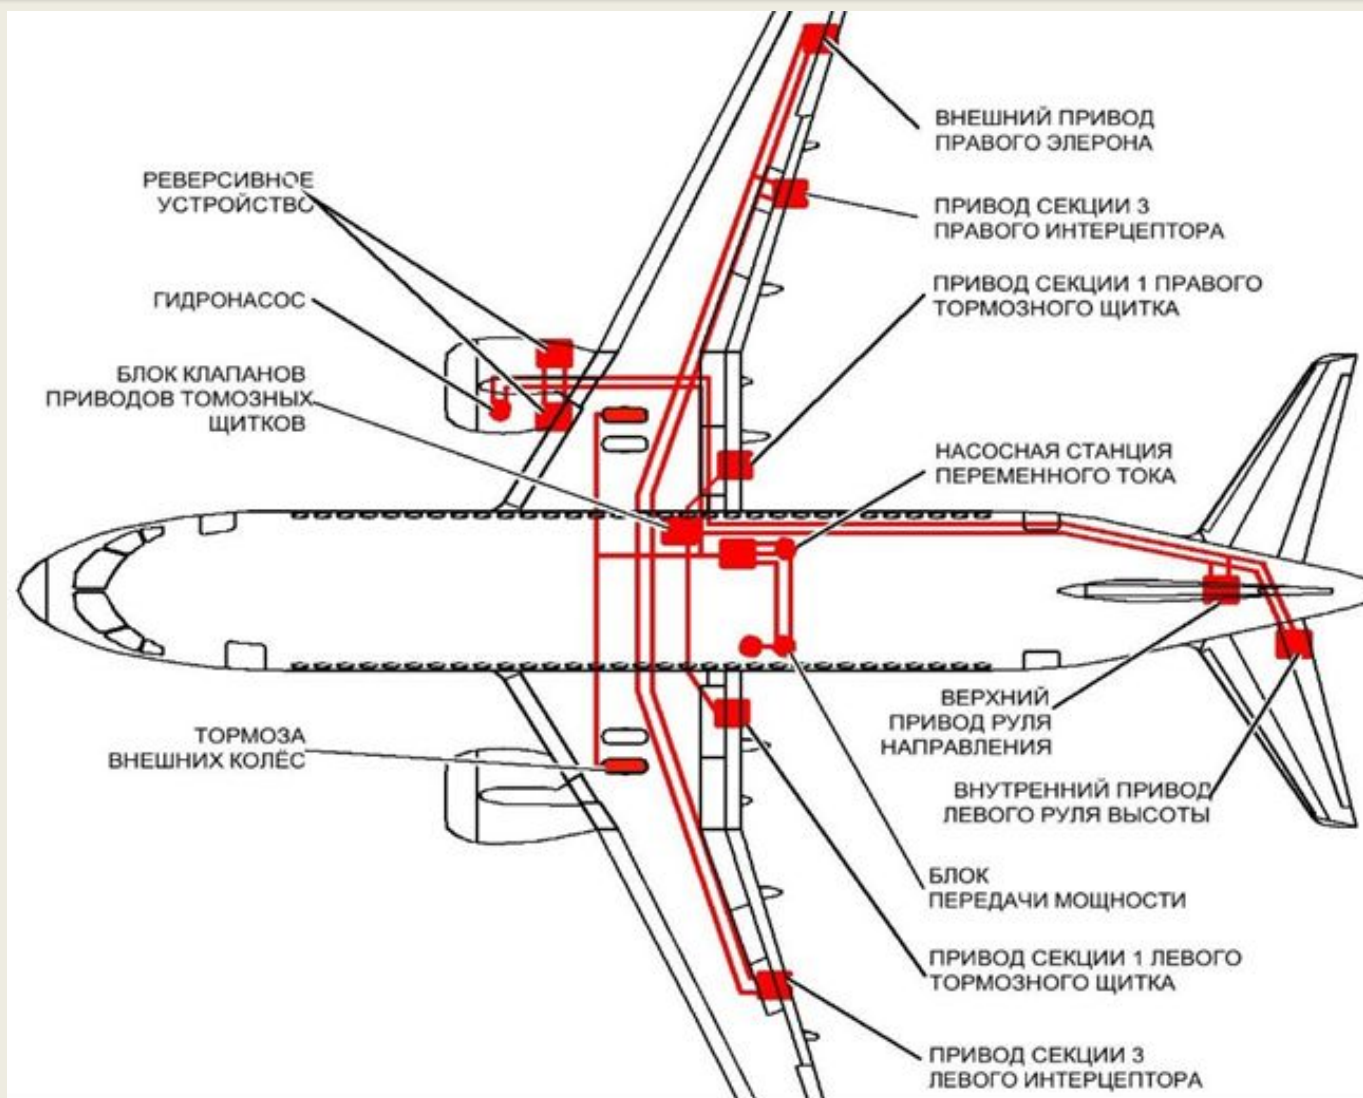 ВНЕШНИЙ ПРИВОД
ПРАВОГО ЭЛЕРОНА
РЕВЕРСИВНОЕ
УСТРОЙСТВО
ПРИВОД СЕКЦИИ 3
ПРАВОГО ИНТЕРЦЕПТОРА
ГИДРОНАСОС
ПРИВОД СЕКЦИИ 1 ПРАВОГО
ТОРМОЗНОГО ЩИТКА
БЛОК КЛАПАНОВ
ПРИВОДОВ ТОМОЗНЫХ
ЩИТКОВ
НАСОСНАЯ СТАНЦИЯ
ПЕРЕМЕННОГО ТОКА
ВЕРХНИЙ
ПРИВОД РУЛЯ
НАПРАВЛЕНИЯ
ТОРМОЗА
ВНЕШНИХ КОЛЁС
ВНУТРЕННИЙ ПРИВОД
ЛЕВОГО РУЛЯ ВЫСОТЫ
БЛОК
ПЕРЕДАЧИ МОЩНОСТИ
ПРИВОД СЕКЦИИ 1 ЛЕВОГО
ТОРМОЗНОГО ЩИТКА
ПРИВОД СЕКЦИИ 3
ЛЕВОГО ИНТЕРЦЕПТОРА